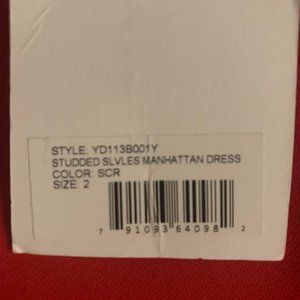 STYLE: YD113B001Y
STUDDED SLVLES MANHATTAN DRESS
COLOR: SCR
SIZE: 2
7 91093 64098 2